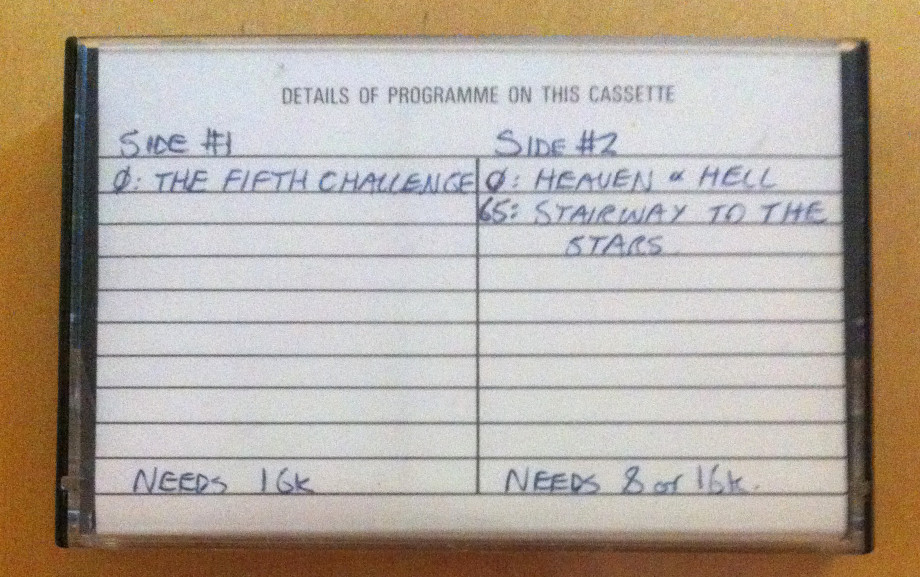 DETAILS OF PROGRAMME ON THIS CASSETTE
SIDE #1
Ø: THE FIFTH CHALLENGE
NEEDS 16k
SIDE #2
Ø: HEAVEN & HELL
65: STAIRWAY TO THE
STARS
NEEDS 8 or 16k.